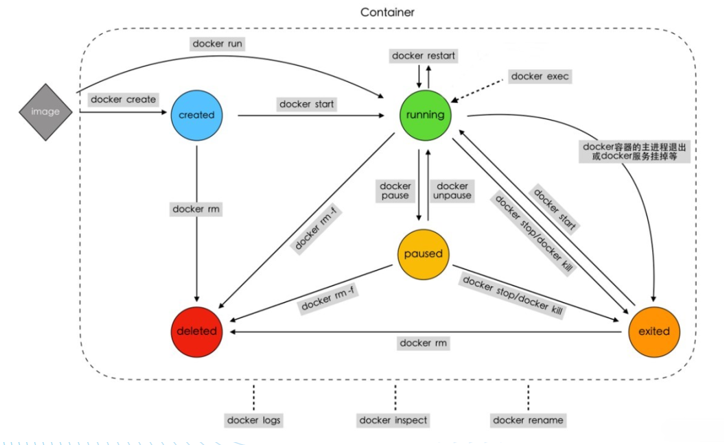 Container
docker run
docker restart
docker exec
image
docker create
created
docker start
running
docker容器的主进程退出
或docker服务挂掉等
docker
pause
docker
unpause
docker start
docker stop/docker kill
docker rm
docker rm -f
paused
docker rm -f
docker stop/docker kill
deleted
docker rm
exited
docker logs
docker inspect
docker rename